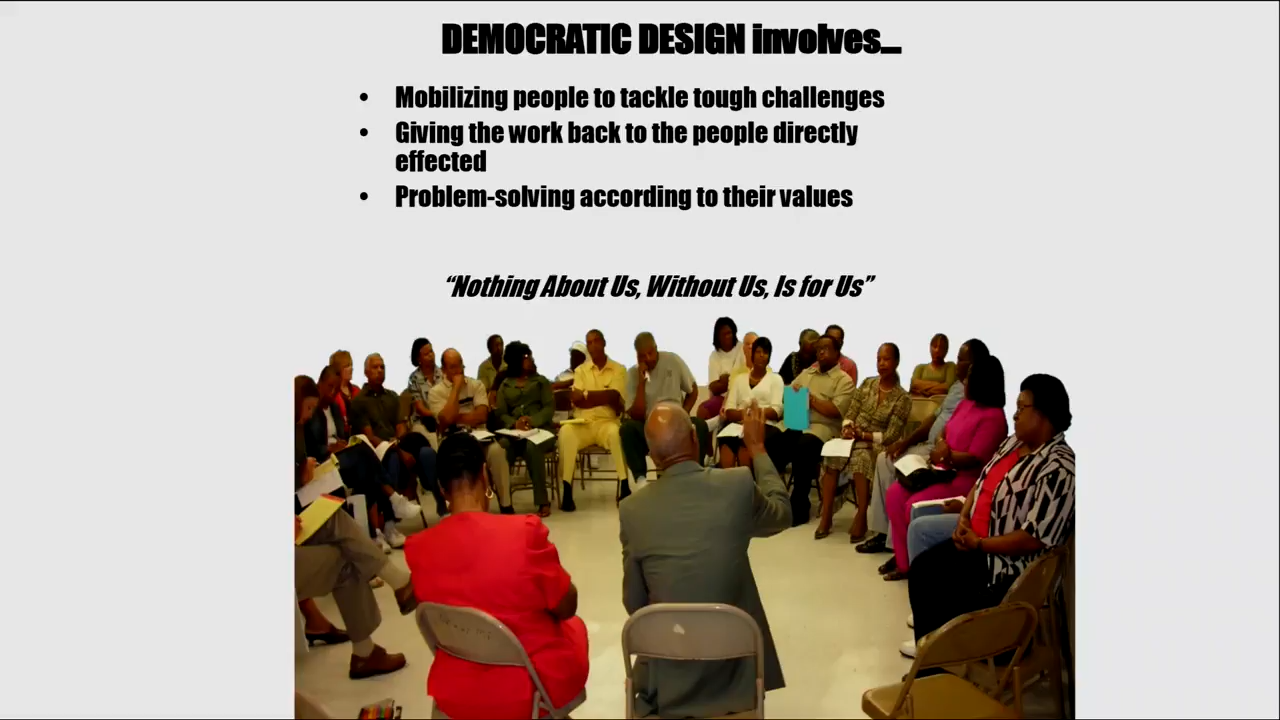 DEMOCRATIC DESIGN involves...
• Mobilizing people to tackle tough challenges
• Giving the work back to the people directly
effected
• Problem-solving according to their values
“Nothing About Us, Without Us, Is for Us”